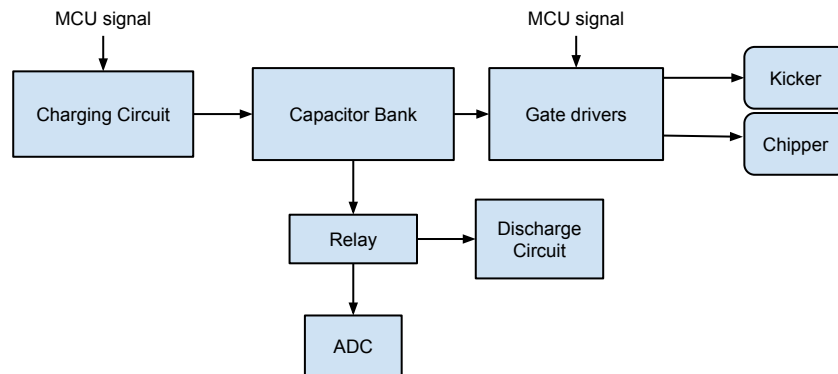 MCU signal
MCU signal
Charging Circuit
Capacitor Bank
Gate drivers
Kicker
Chipper
Relay
Discharge
Circuit
ADC